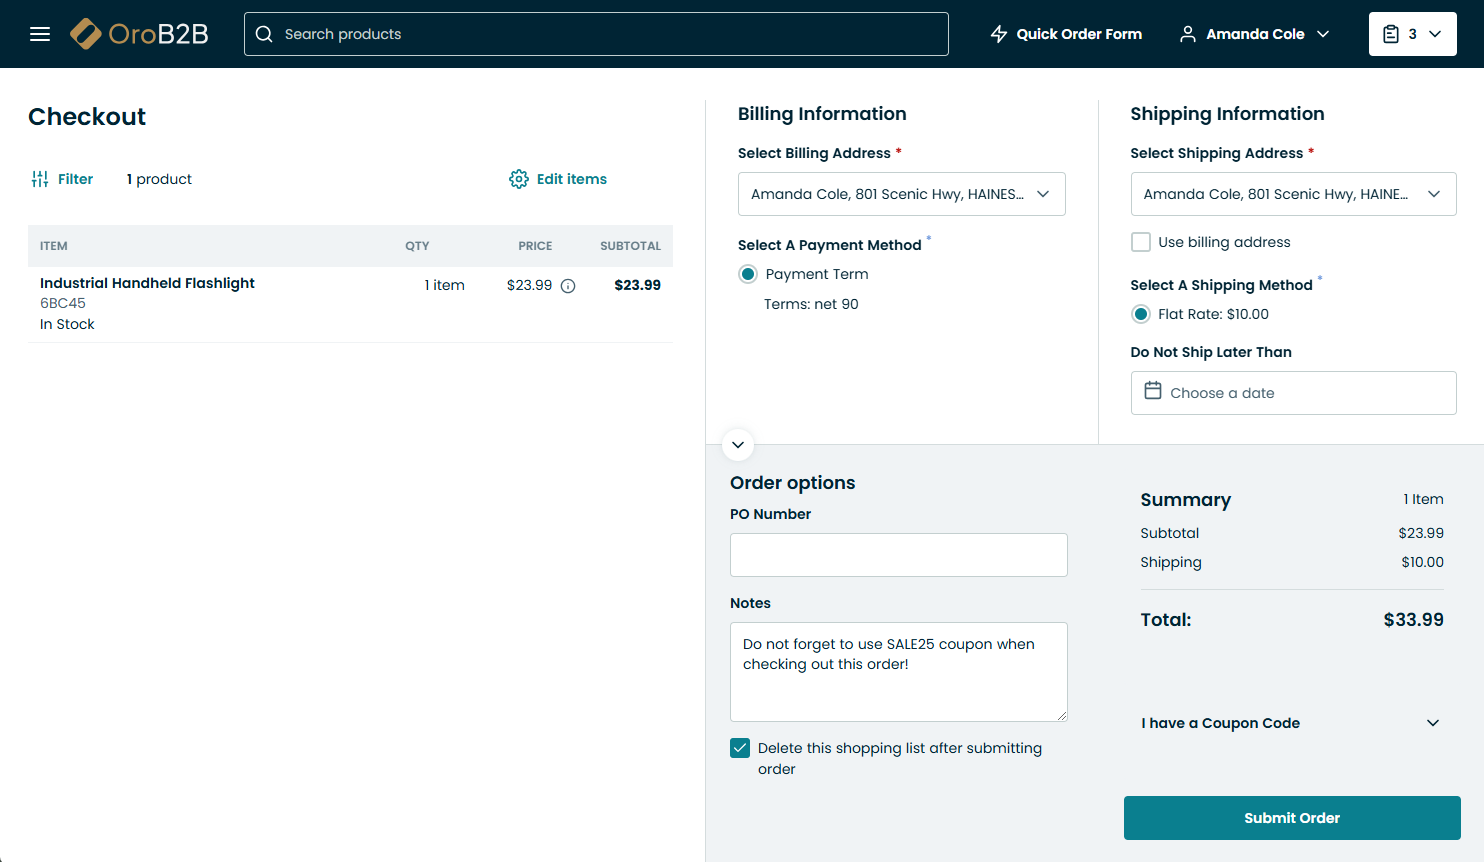 OroB2B
Search products
Quick Order Form
Amanda Cole
3
Checkout
Filter
1 product
Edit items
ITEM QTY PRICE SUBTOTAL
Industrial Handheld Flashlight 1 item $23.99 $23.99
6BC45
In Stock
Billing Information
Select Billing Address *
Amanda Cole, 801 Scenic Hwy, HAINES...
Select A Payment Method *
Payment Term
Terms: net 90
Shipping Information
Select Shipping Address *
Amanda Cole, 801 Scenic Hwy, HAINE...
Use billing address
Select A Shipping Method *
Flat Rate: $10.00
Do Not Ship Later Than
Choose a date
Order options
PO Number
Notes
Do not forget to use SALE25 coupon when
checking out this order!
Delete this shopping list after submitting
order
Summary 1 Item
Subtotal $23.99
Shipping $10.00
Total: $33.99
I have a Coupon Code
Submit Order